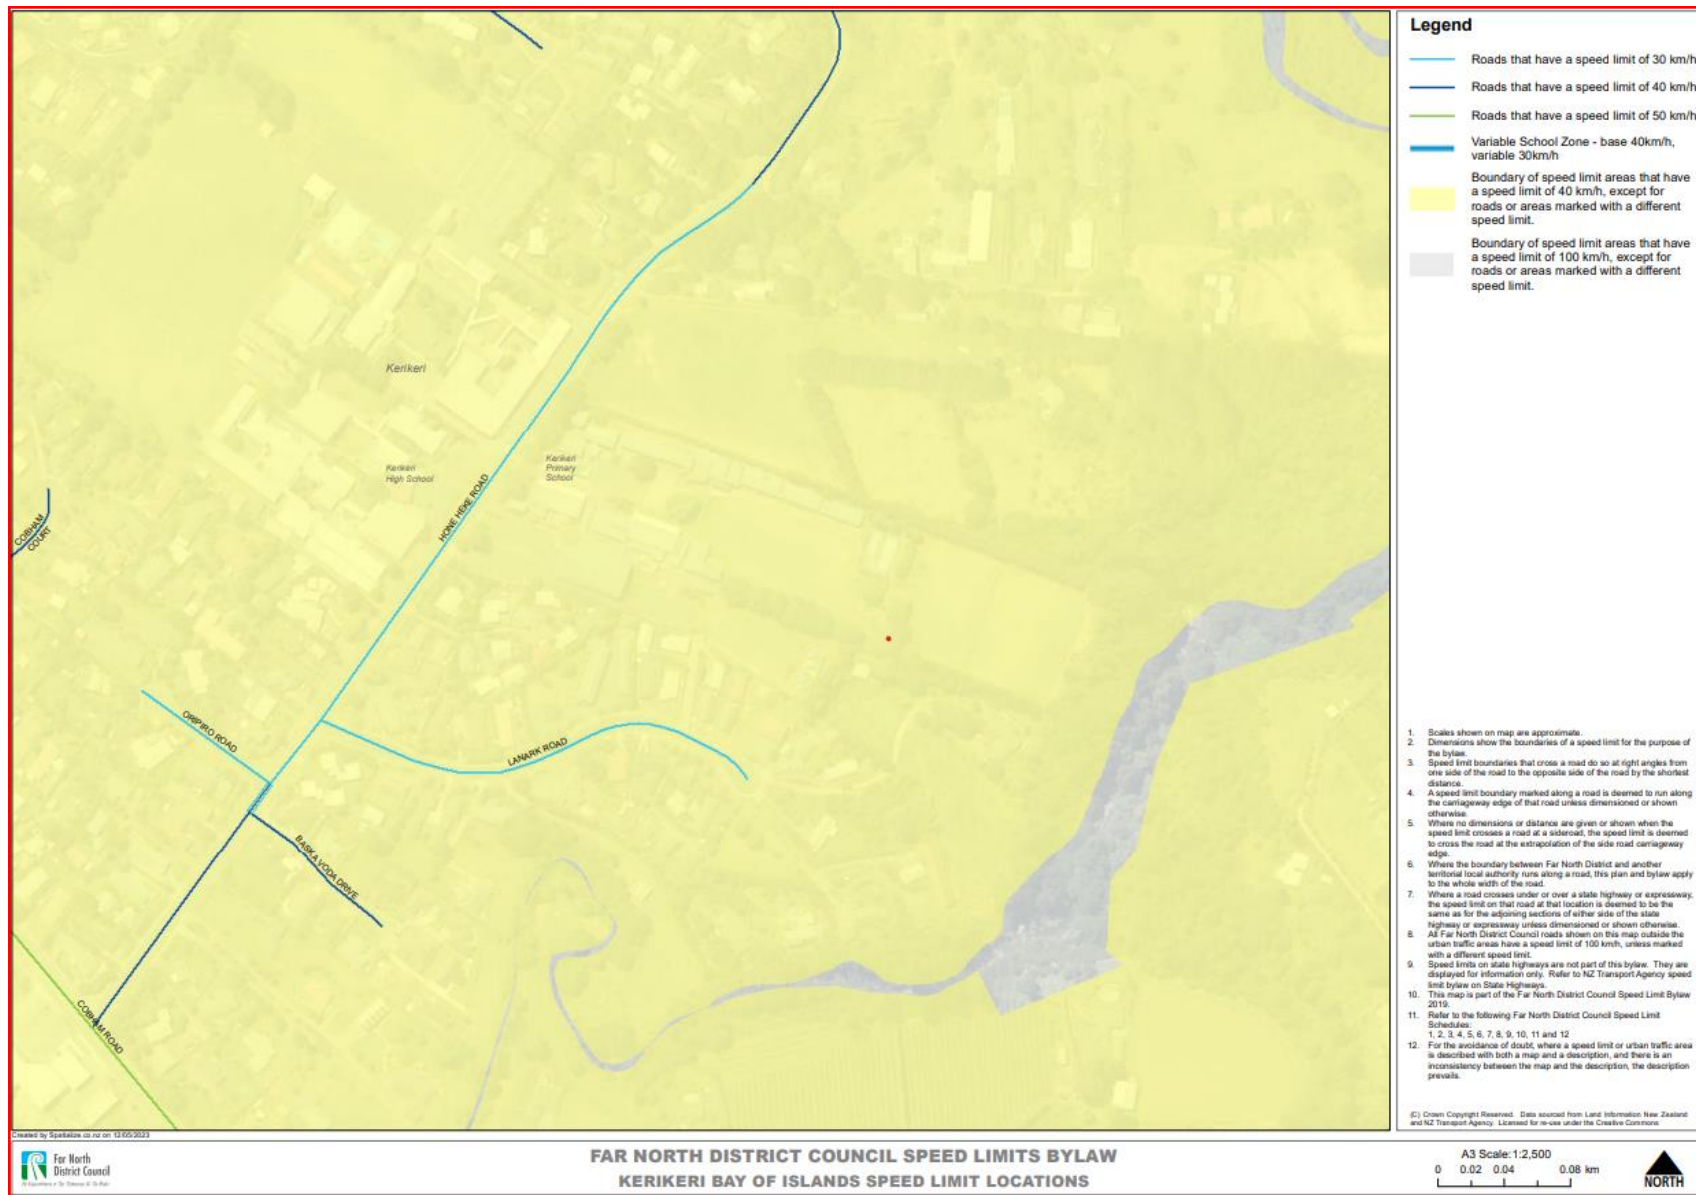 Legend
Roads that have a speed limit of 30 km/h
Roads that have a speed limit of 40 km/h
Roads that have a speed limit of 50 km/h
Variable School Zone - base 40km/h,
variable 30km/h
Boundary of speed limit areas that have
a speed limit of 40 km/h, except for
roads or areas marked with a different
speed limit.
Boundary of speed limit areas that have
a speed limit of 100 km/h, except for
roads or areas marked with a different
speed limit.
Kerikeri
Kerikeri
High School
Kerikeri
Primary
School
HONE HEKE ROAD
COBHAM
COURT
ORIPIRO ROAD
LANARK ROAD
BASKA VODA DRIVE
COBHAM ROAD
1. Scales shown on map are approximate.
2. Dimensions show the boundaries of a speed limit for the purpose of
the bylaw.
3. Speed limit boundaries that cross a road do so at right angles from
one side of the road to the opposite side of the road by the shortest
distance.
4. A speed limit boundary marked along a road is deemed to run along
the carriageway edge of that road unless dimensioned or shown
otherwise.
5. Where no dimensions or distance are given or shown when the
speed limit crosses a road at a sideroad, the speed limit is deemed
to cross the road at the extrapolation of the side road carriageway
edge.
6. Where the boundary between Far North District and another
territorial local authority runs along a road, this plan and bylaw apply
to the whole width of the road.
7. Where a road crosses under or over a state highway or expressway,
the speed limit on that road at that location is deemed to be the
same as for the adjoining sections of either side of the state
highway or expressway unless dimensioned or shown otherwise.
8. All Far North District Council roads shown on this map outside the
urban traffic areas have a speed limit of 100 km/h, unless marked
with a different speed limit.
9. Speed limits on state highways are not part of this bylaw. They are
displayed for information only. Refer to NZ Transport Agency speed
limit bylaw on State Highways.
10. This map is part of the Far North District Council Speed Limit Bylaw
2019.
11. Refer to the following Far North District Council Speed Limit
Schedules:
1, 2, 3, 4, 5, 6, 7, 8, 9, 10, 11 and 12
12. For the avoidance of doubt, where a speed limit or urban traffic area
is described with both a map and a description, and there is an
inconsistency between the map and the description, the description
prevails.
(C) Crown Copyright Reserved. Data sourced from Land Information New Zealand
and NZ Transport Agency. Licensed for re-use under the Creative Commons
Created by Spatialize.co.nz on 12/05/2023
Far North
District Council
FAR NORTH DISTRICT COUNCIL SPEED LIMITS BYLAW
KERIKERI BAY OF ISLANDS SPEED LIMIT LOCATIONS
A3 Scale: 1:2,500
0 0.02 0.04 0.08 km
NORTH